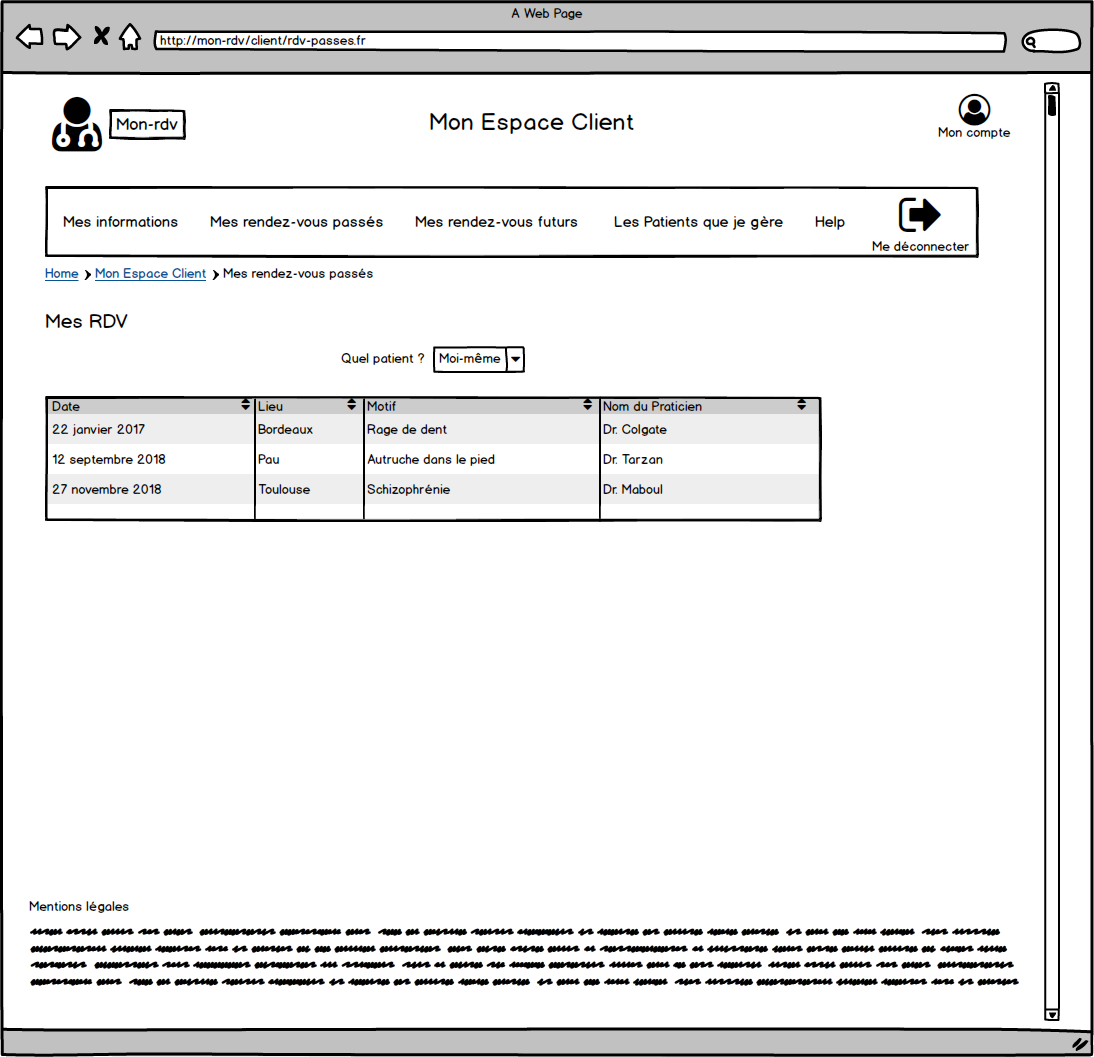 A Web Page
http://mon-rdv/client/rdv-passes.fr
Mon-rdv
Mon Espace Client
Mon compte
Mes informations Mes rendez-vous passés Mes rendez-vous futurs Les Patients que je gère Help
Me déconnecter
Home Mon Espace Client Mes rendez-vous passés
Mes RDV
Quel patient ? Moi-même
Date Lieu Motif Nom du Praticien
22 janvier 2017 Bordeaux Rage de dent Dr. Colgate
12 septembre 2018 Pau Autruche dans le pied Dr. Tarzan
27 novembre 2018 Toulouse Schizophrénie Dr. Maboul
Mentions légales